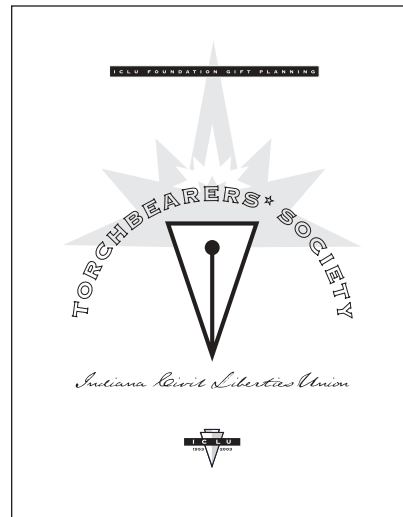 ICLU FOUNDATION GIFT PLANNING
TORCHBEARERS★SOCIETY
Indiana Civil Liberties Union
ICLU
1953 2003